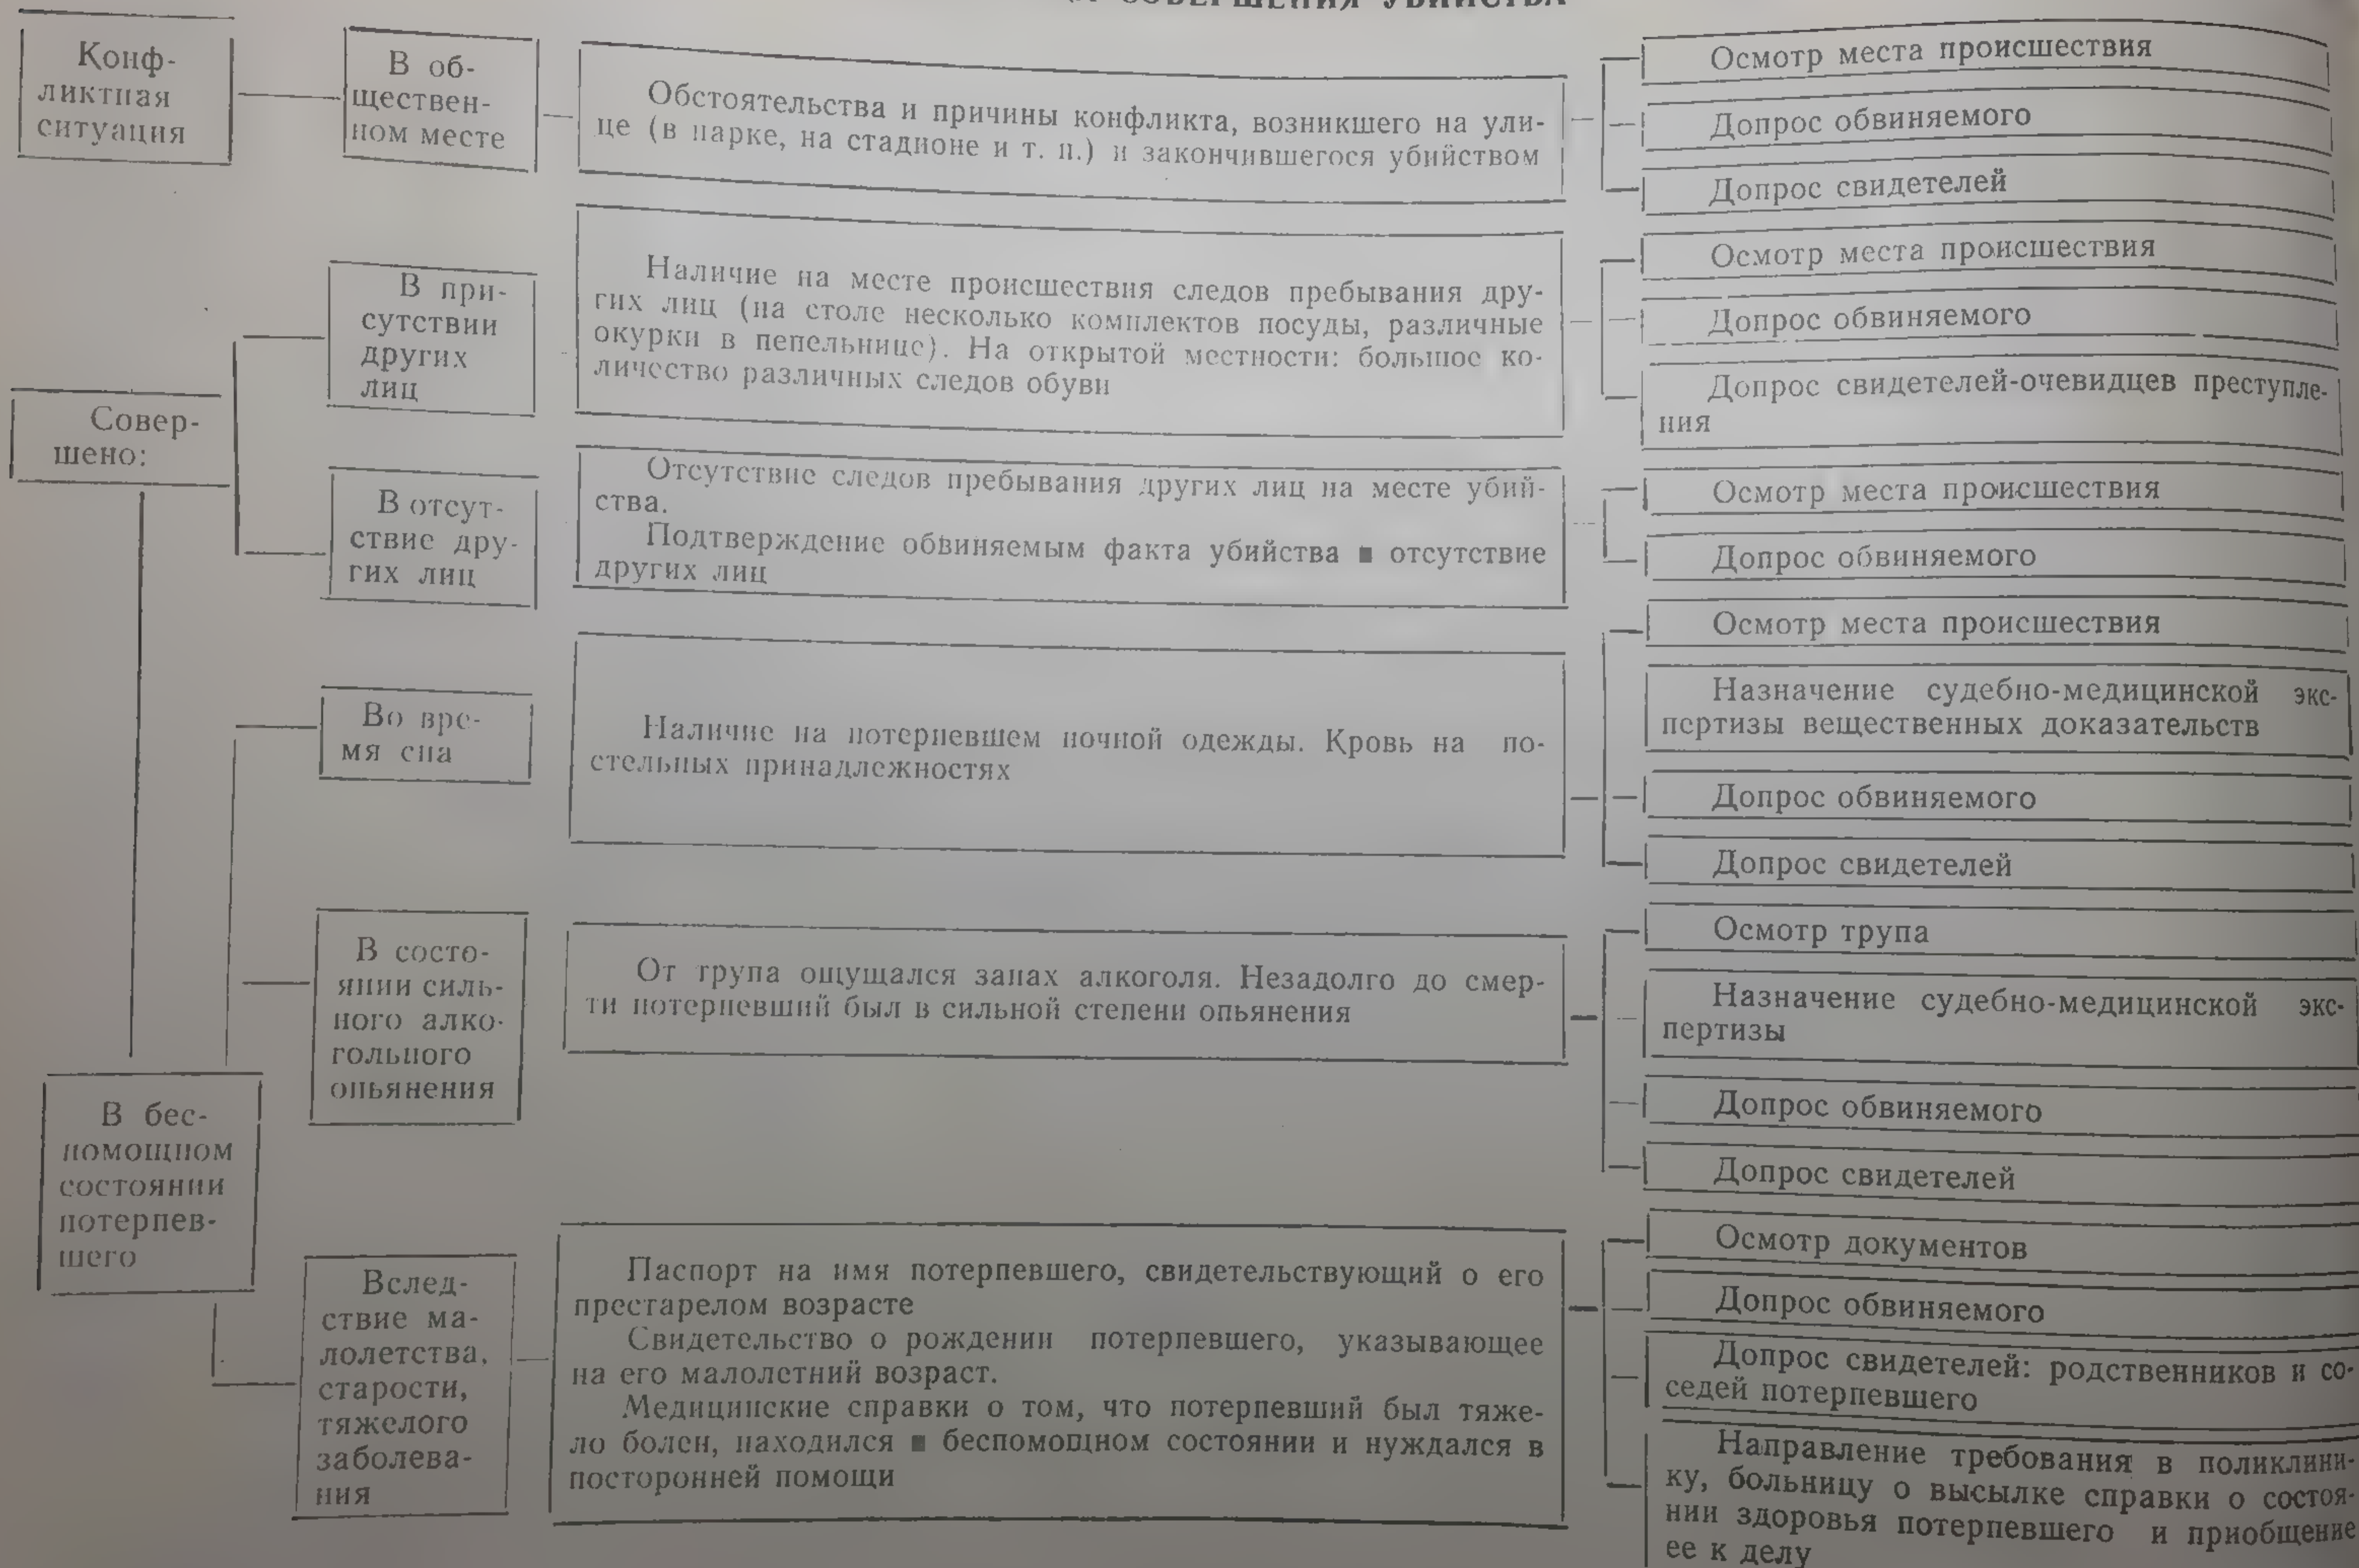 СОВЕРШЕНИЯ УБИЙСТВА
Конф-
ликтная
ситуация
В об-
ществен-
ном месте
Обстоятельства и причины конфликта, возникшего на ули-
це (в парке, на стадионе и т. п.) и закончившегося убийством
Осмотр места происшествия
Допрос обвиняемого
Допрос свидетелей
Совер-
шено:
В при-
сутствии
других
лиц
Наличие на месте происшествия следов пребывания дру-
гих лиц (на столе несколько комплектов посуды, различные
окурки в пепельнице). На открытой местности: большое ко-
личество различных следов обуви
Осмотр места происшествия
Допрос обвиняемого
Допрос свидетелей-очевидцев преступле-
ния
В отсут-
ствие дру-
гих лиц
Отсутствие следов пребывания других лиц на месте убий-
ства.
Подтверждение обвиняемым факта убийства отсутствие
других лиц
Осмотр места происшествия
Допрос обвиняемого
Во вре-
мя сна
Наличие на потерпевшем ночной одежды. Кровь на по-
стельных принадлежностях
Осмотр места происшествия
Назначение судебно-медицинской экс-
пертизы вещественных доказательств
Допрос обвиняемого
Допрос свидетелей
В бес-
помощном
состоянии
потерпев-
шего
В состо-
янии силь-
ного алко-
гольного
опьянения
От трупа ощущался запах алкоголя. Незадолго до смер-
ти потерпевший был в сильной степени опьянения
Осмотр трупа
Назначение судебно-медицинской экс-
пертизы
Допрос обвиняемого
Допрос свидетелей
Вслед-
ствие ма-
лолетства,
старости,
тяжелого
заболева-
ния
Паспорт на имя потерпевшего, свидетельствующий о его
престарелом возрасте
Свидетельство о рождении потерпевшего, указывающее
на его малолетний возраст.
Медицинские справки о том, что потерпевший был тяже-
ло болен, находился беспомощном состоянии и нуждался в
посторонней помощи
Осмотр документов
Допрос обвиняемого
Допрос свидетелей: родственников и со-
седей потерпевшего
Направление требования в поликлини-
ку, больницу о высылке справки о состоя-
нии здоровья потерпевшего и приобщение
ее к делу